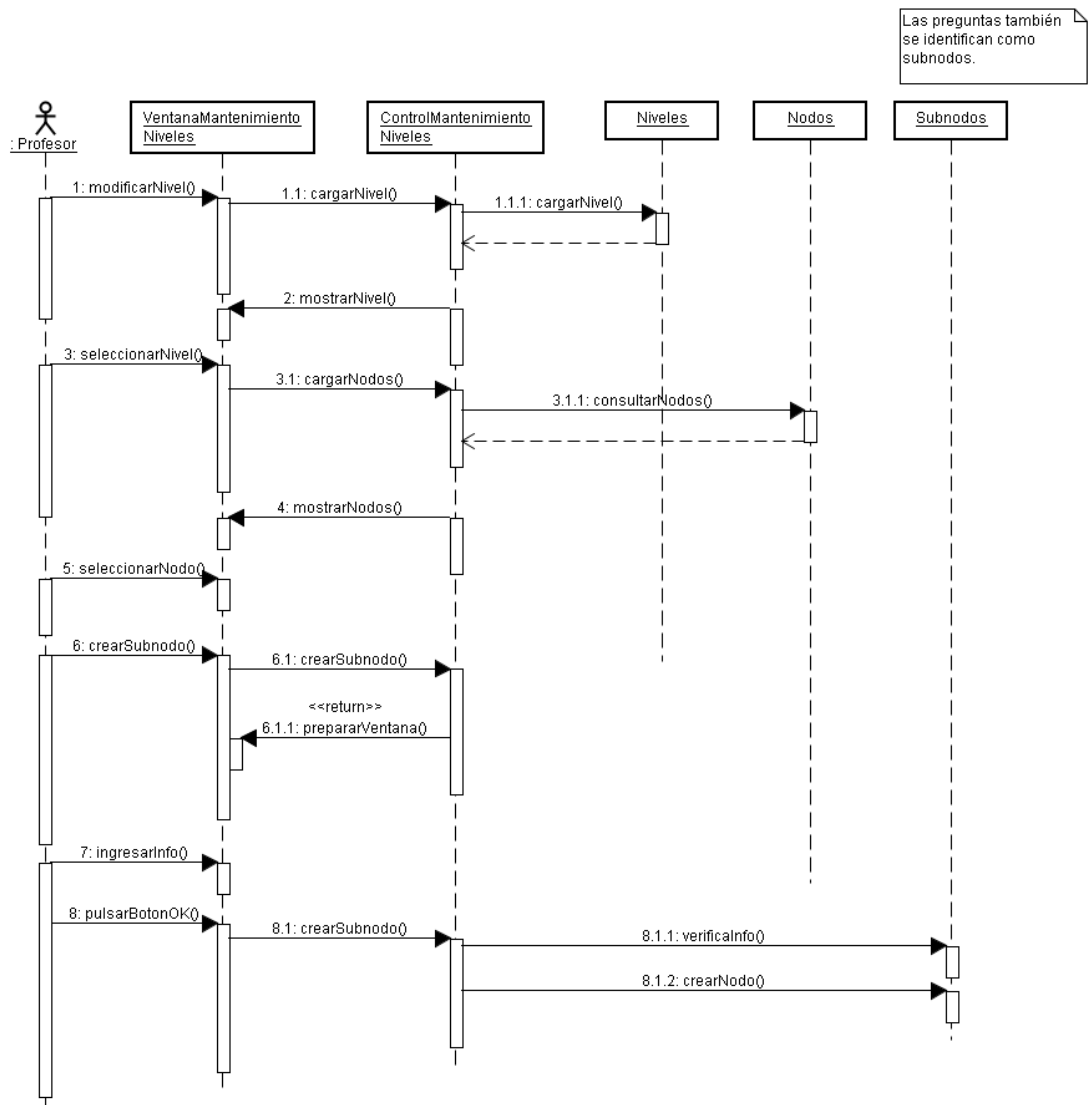 Las preguntas también
se identifican como
subnodos.
: Profesor
VentanaMantenimiento
Niveles
ControlMantenimiento
Niveles
Niveles
Nodos
Subnodos
1: modificarNivel()
1.1: cargarNivel()
1.1.1: cargarNivel()
2: mostrarNivel()
3: seleccionarNivel()
3.1: cargarNodos()
3.1.1: consultarNodos()
4: mostrarNodos()
5: seleccionarNodo()
6: crearSubnodo()
6.1: crearSubnodo()
<<return>>
6.1.1: prepararVentana()
7: ingresarInfo()
8: pulsarBotonOK()
8.1: crearSubnodo()
8.1.1: verificaInfo()
8.1.2: crearNodo()